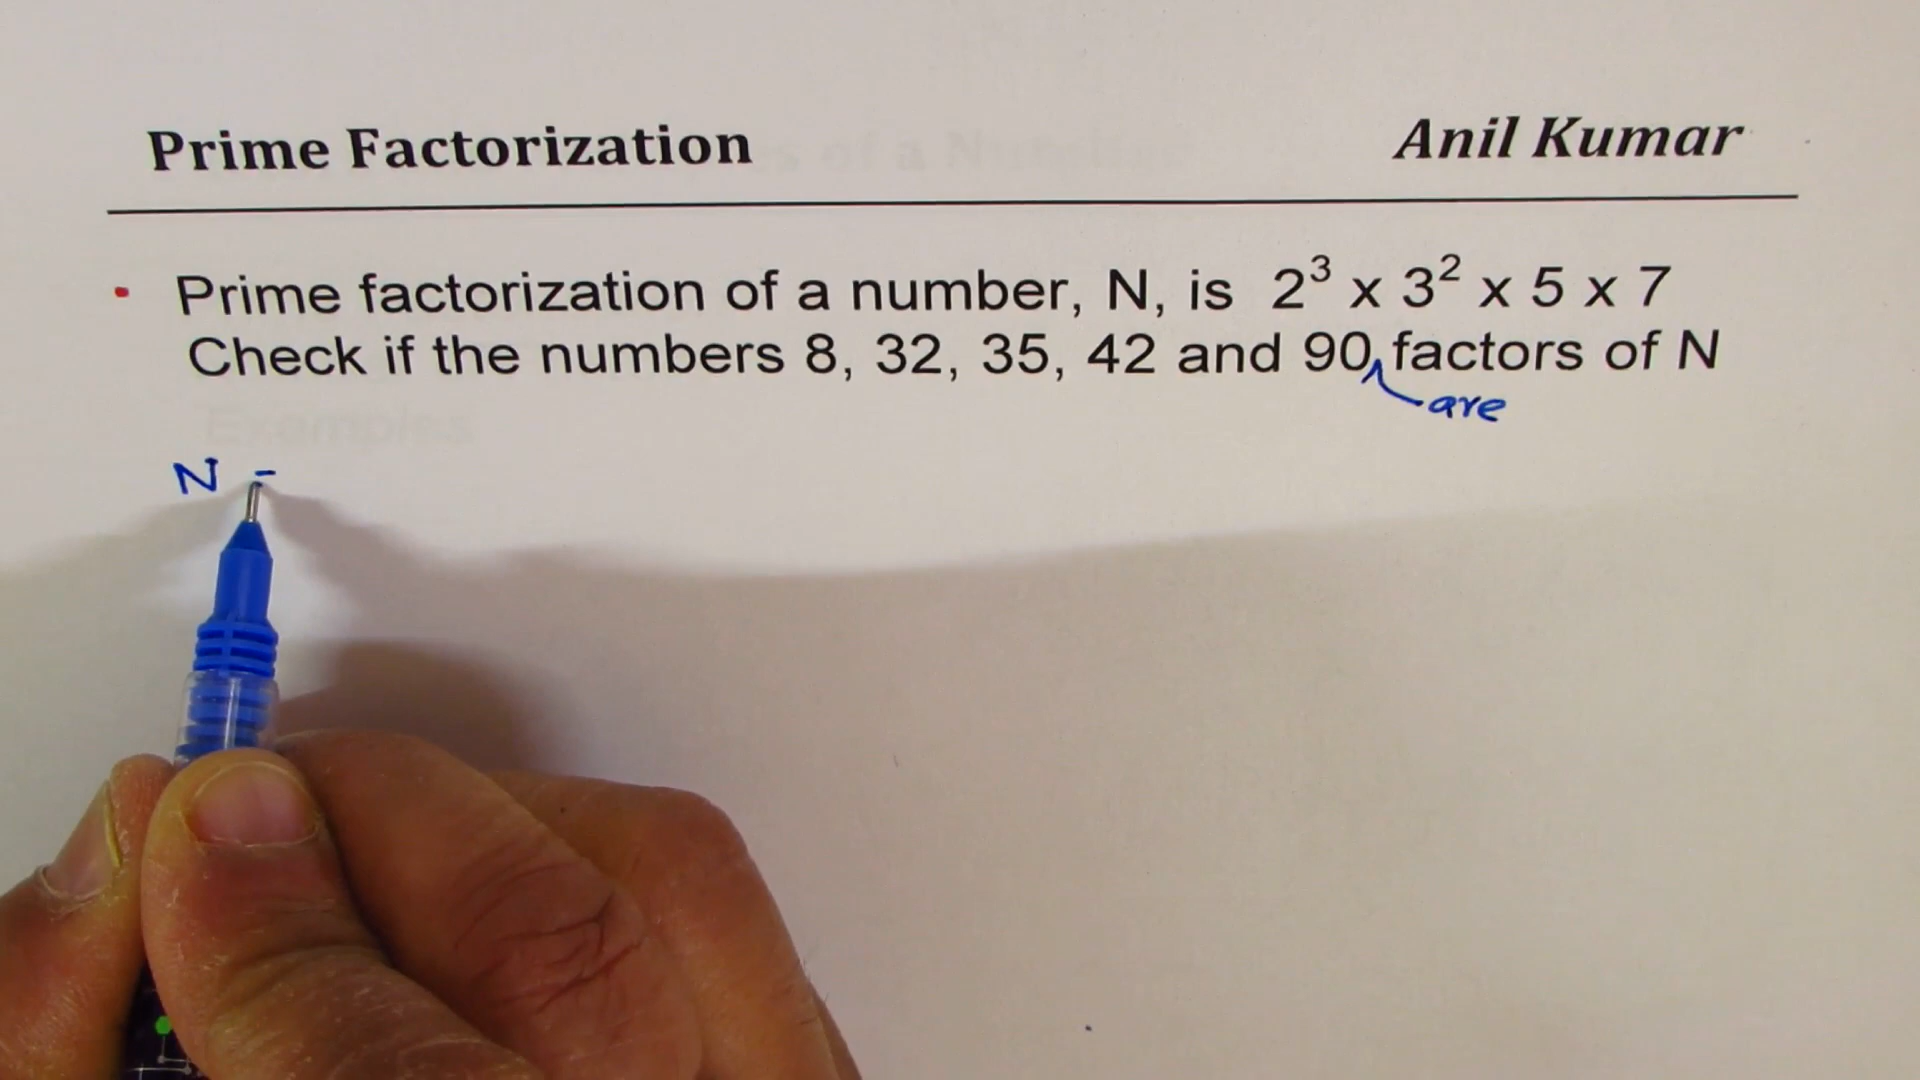 Prime Factorization Anil Kumar
Prime factorization of a number, N, is 2³ x 3² x 5 x 7
Check if the numbers 8, 32, 35, 42 and 90 factors of N
are
Examples
N =